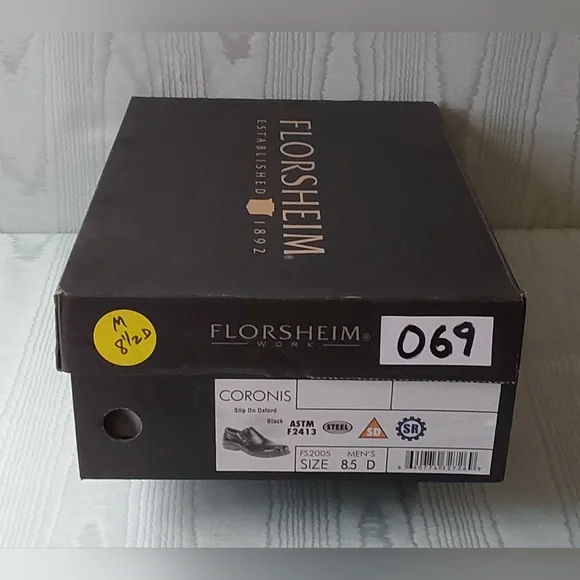 FLORSHEIM®
ESTABLISHED 1892
M
8½ D
FLORSHEIM®
WORK
069
CORONIS
Slip On Oxford
Black
ASTM
F2413
STEEL
SD
SR
FS2005 MEN'S
SIZE 8.5 D